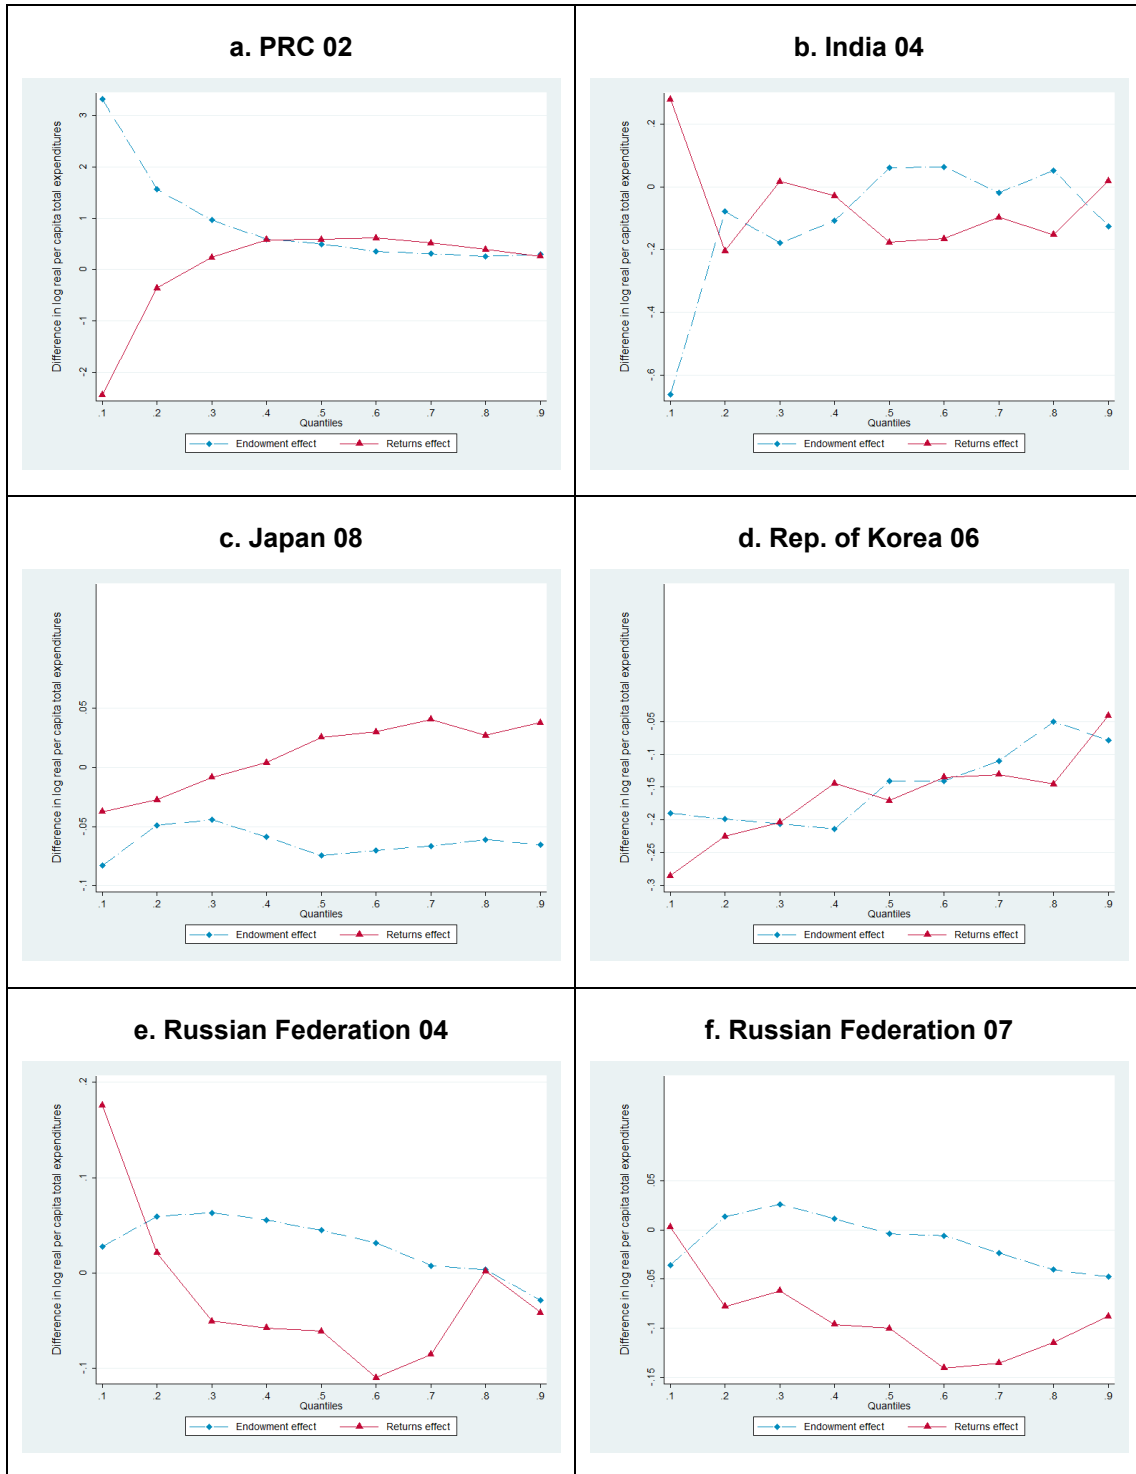 a. PRC 02
Difference in log real per capita total expenditures
3
2
1
0
-1
-2
.1 .2 .3 .4 .5 .6 .7 .8 .9
Quantiles
Endowment effect Returns effect
b. India 04
Difference in log real per capita total expenditures
.2
0
-.2
-.4
-.6
.1 .2 .3 .4 .5 .6 .7 .8 .9
Quantiles
Endowment effect Returns effect
c. Japan 08
Difference in log real per capita total expenditures
.05
0
-.05
-.1
.1 .2 .3 .4 .5 .6 .7 .8 .9
Quantiles
Endowment effect Returns effect
d. Rep. of Korea 06
Difference in log real per capita total expenditures
-.05
-.1
-.15
-.2
-.25
-.3
.1 .2 .3 .4 .5 .6 .7 .8 .9
Quantiles
Endowment effect Returns effect
e. Russian Federation 04
Difference in log real per capita total expenditures
.2
.1
0
-.1
.1 .2 .3 .4 .5 .6 .7 .8 .9
Quantiles
Endowment effect Returns effect
f. Russian Federation 07
Difference in log real per capita total expenditures
.05
0
-.05
-.1
-.15
.1 .2 .3 .4 .5 .6 .7 .8 .9
Quantiles
Endowment effect Returns effect